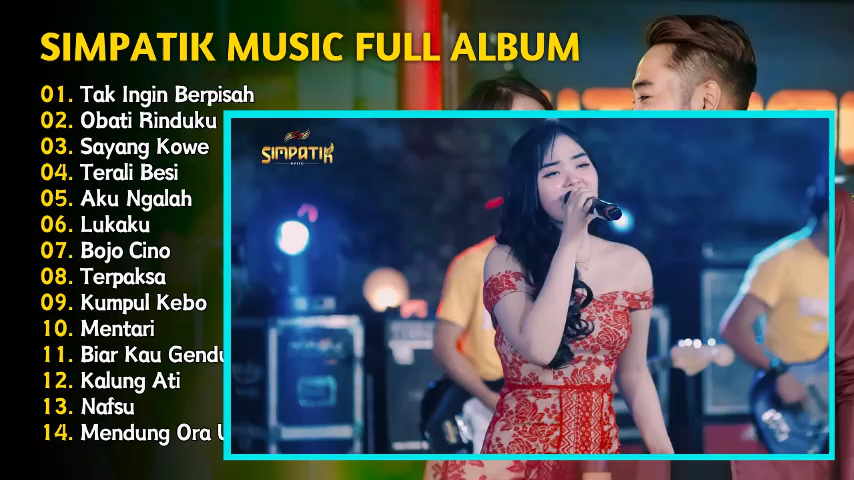 SIMPATIK MUSIC FULL ALBUM
01. Tak Ingin Berpisah
02. Obati Rinduku
03. Sayang Kowe
04. Terali Besi
05. Aku Ngalah
06. Lukaku
07. Bojo Cino
08. Terpaksa
09. Kumpul Kebo
10. Mentari
11. Biar Kau Gendu
12. Kalung Ati
13. Nafsu
14. Mendung Ora
SIMPATIK
MUSIC